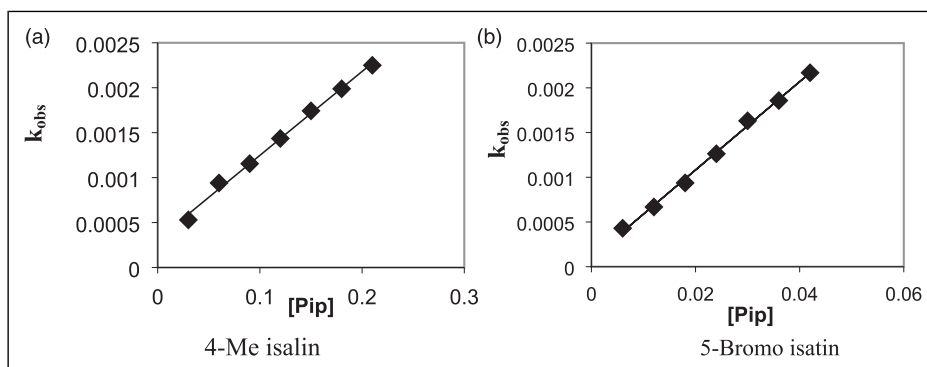 (a)
0.0025
0.002
0.0015
0.001
0.0005
0
k_obs
0 0.1 0.2 0.3
[Pip]
4-Me isalin
(b)
0.0025
0.002
0.0015
0.001
0.0005
0
k_obs
0 0.02 0.04 0.06
[Pip]
5-Bromo isatin